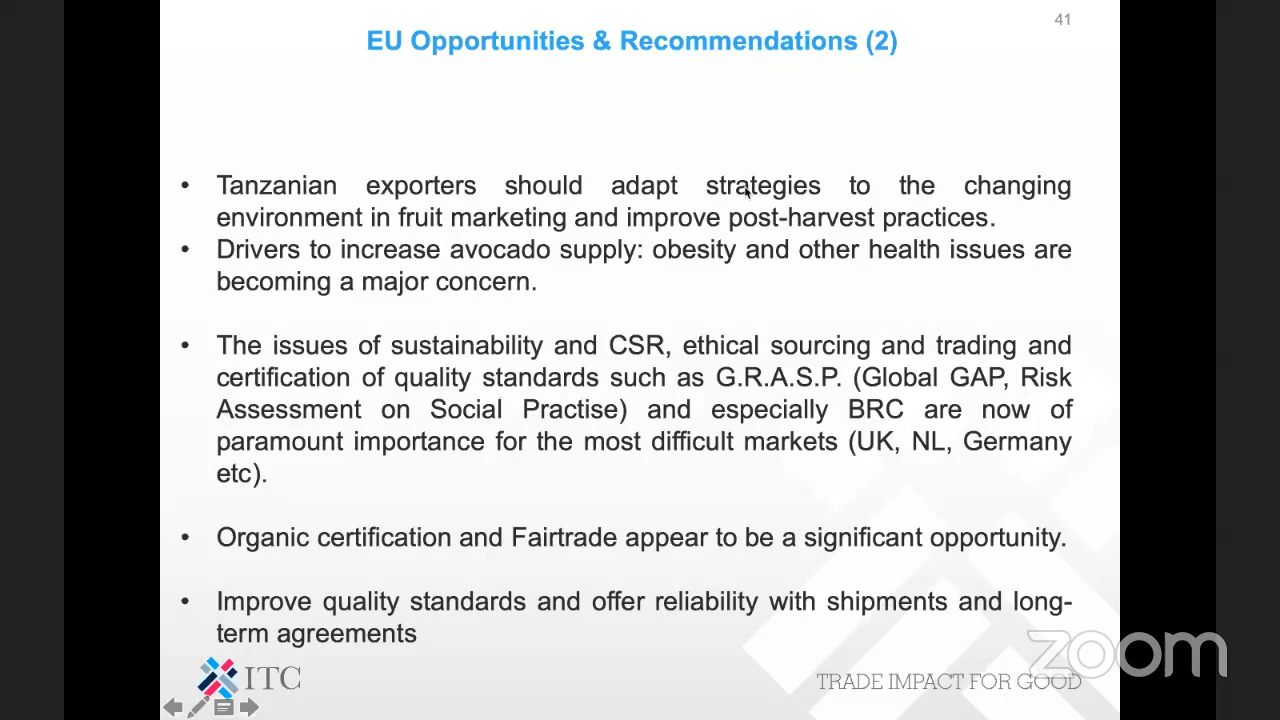 41
EU Opportunities & Recommendations (2)
• Tanzanian exporters should adapt strategies to the changing
environment in fruit marketing and improve post-harvest practices.
• Drivers to increase avocado supply: obesity and other health issues are
becoming a major concern.
• The issues of sustainability and CSR, ethical sourcing and trading and
certification of quality standards such as G.R.A.S.P. (Global GAP, Risk
Assessment on Social Practise) and especially BRC are now of
paramount importance for the most difficult markets (UK, NL, Germany
etc).
• Organic certification and Fairtrade appear to be a significant opportunity.
• Improve quality standards and offer reliability with shipments and long-
term agreements
ITC
TRADE IMPACT FOR GOOD
zoom